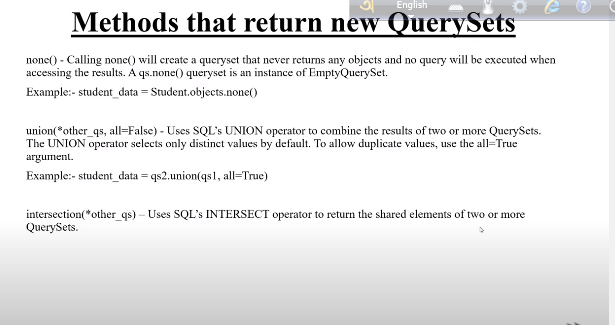 English
Methods that return new QuerySets
none() - Calling none() will create a queryset that never returns any objects and no query will be executed when
accessing the results. A qs.none() queryset is an instance of EmptyQuerySet.
Example:- student_data = Student.objects.none()
union(*other_qs, all=False) - Uses SQL's UNION operator to combine the results of two or more QuerySets.
The UNION operator selects only distinct values by default. To allow duplicate values, use the all=True
argument.
Example:- student_data = qs2.union(qs1, all=True)
intersection(*other_qs) – Uses SQL's INTERSECT operator to return the shared elements of two or more
QuerySets.